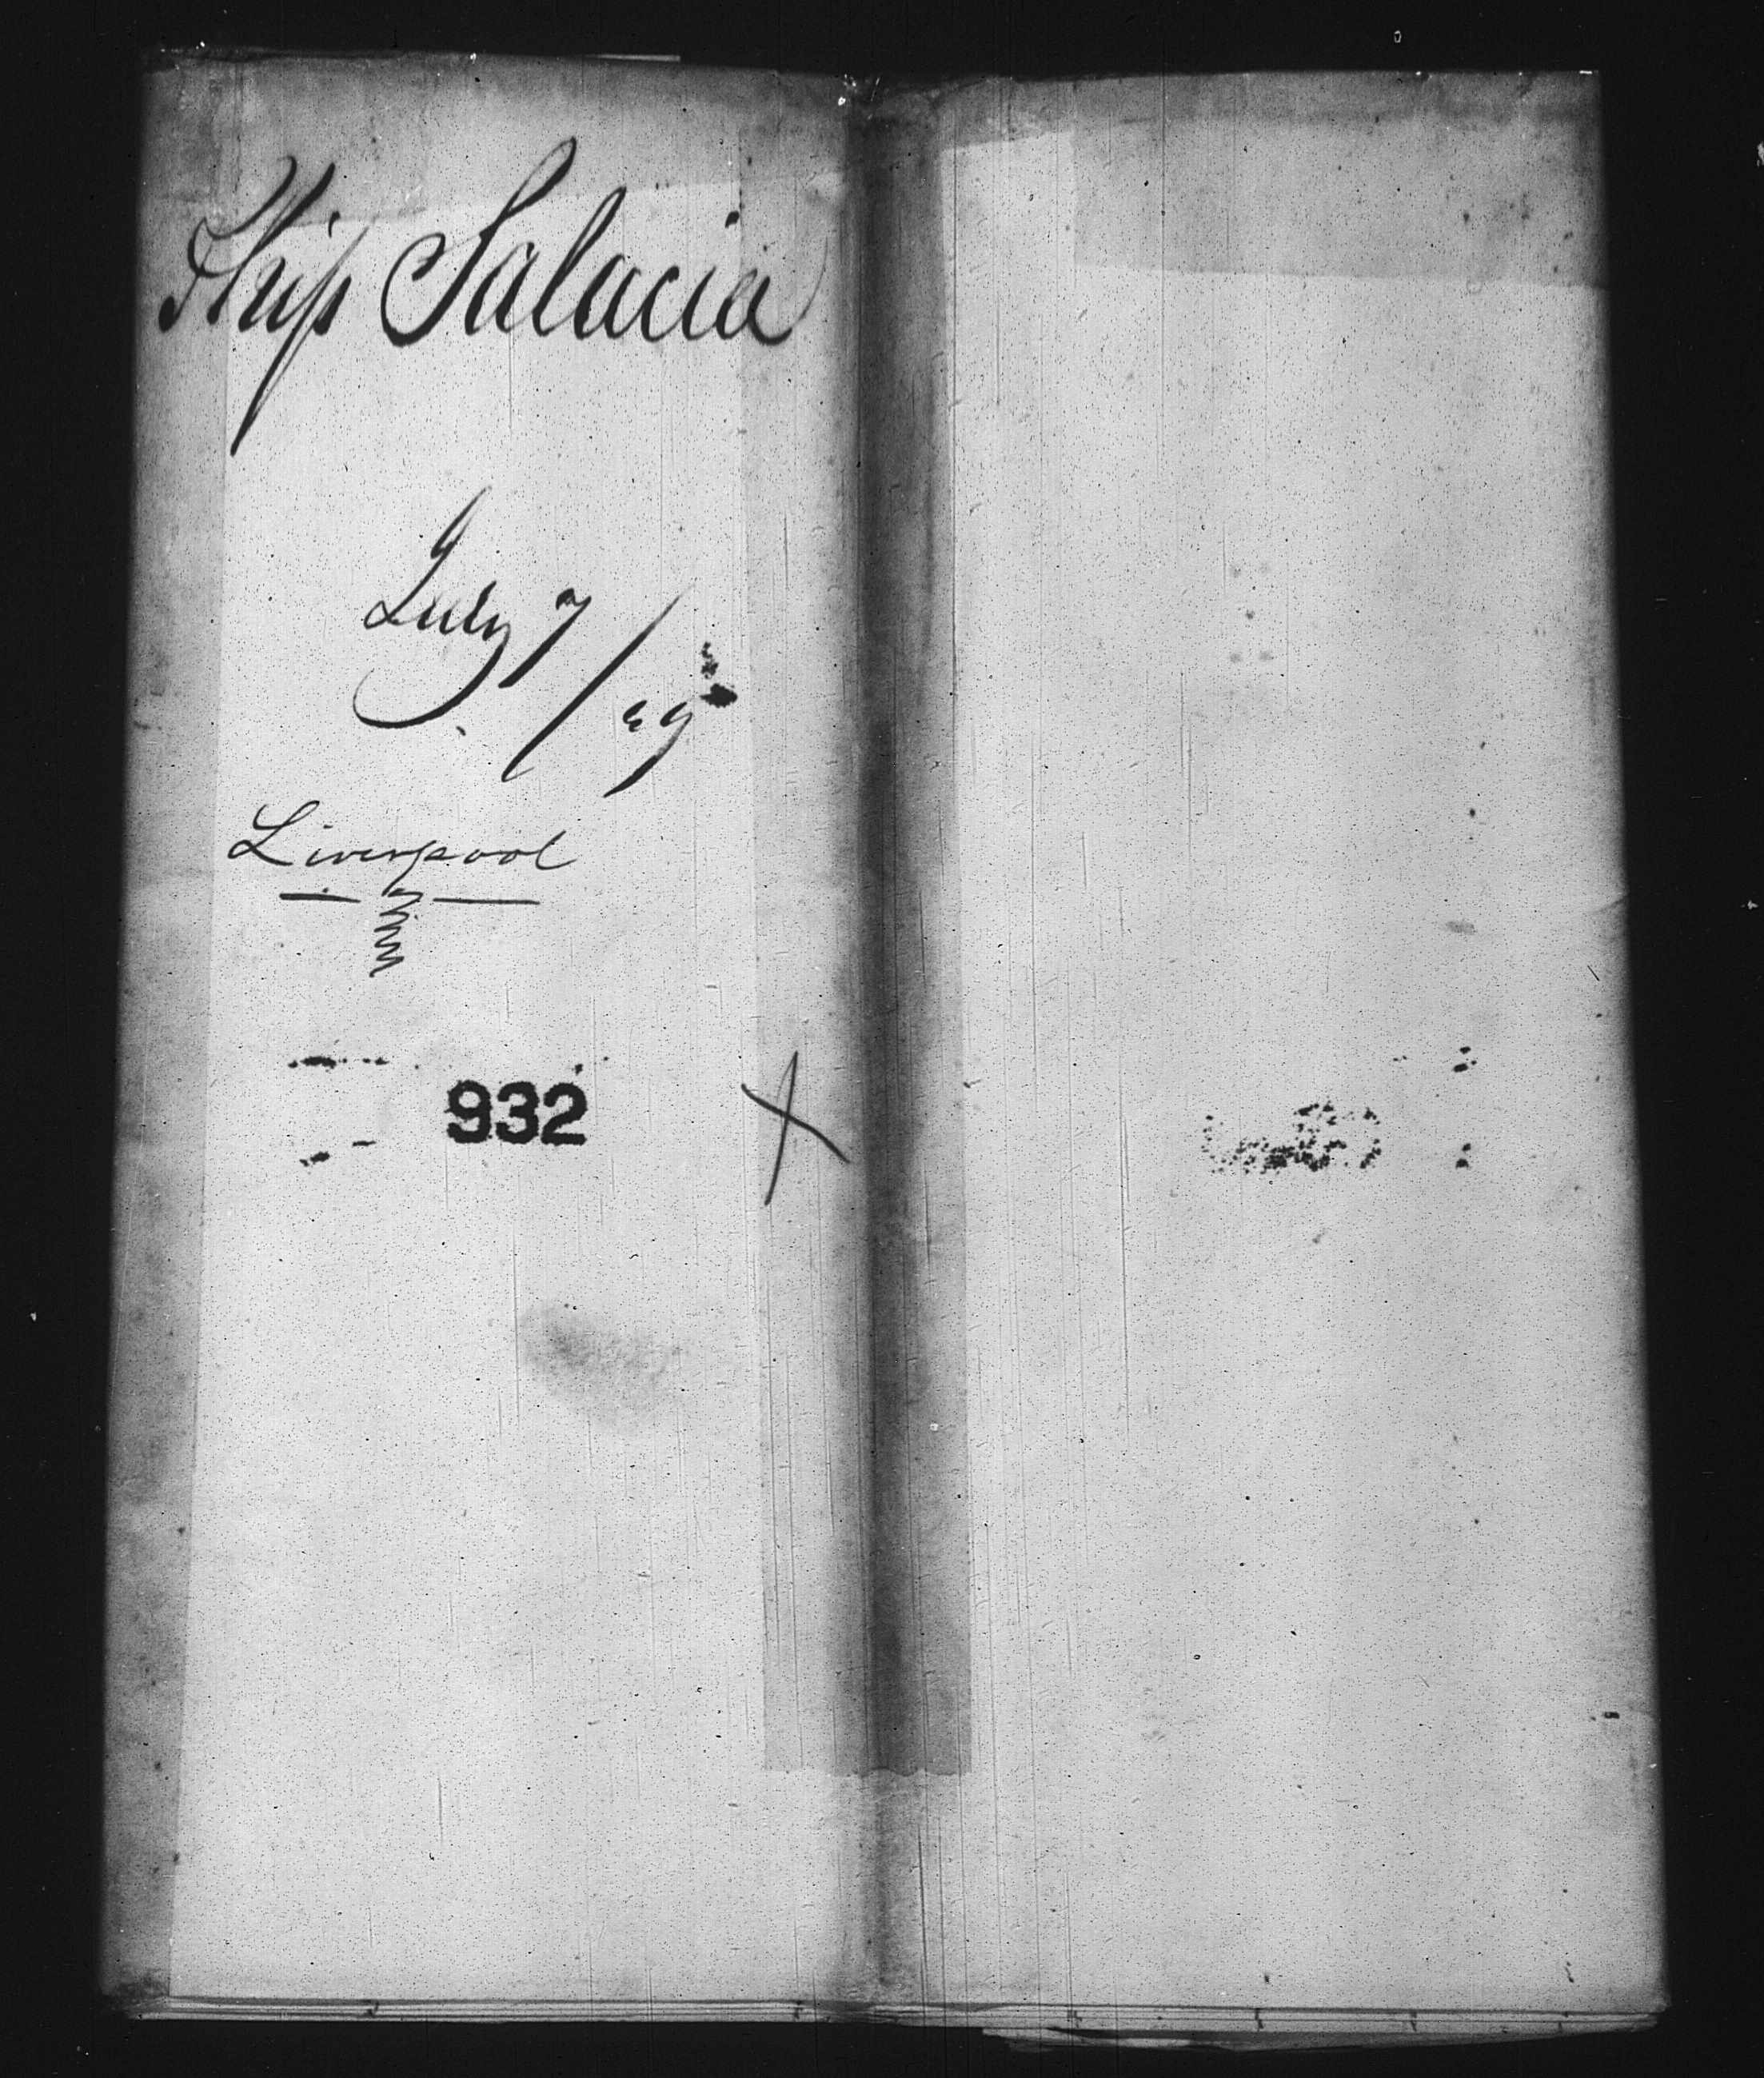 Ship Salacia
July 7/49
Liverpool
932
X